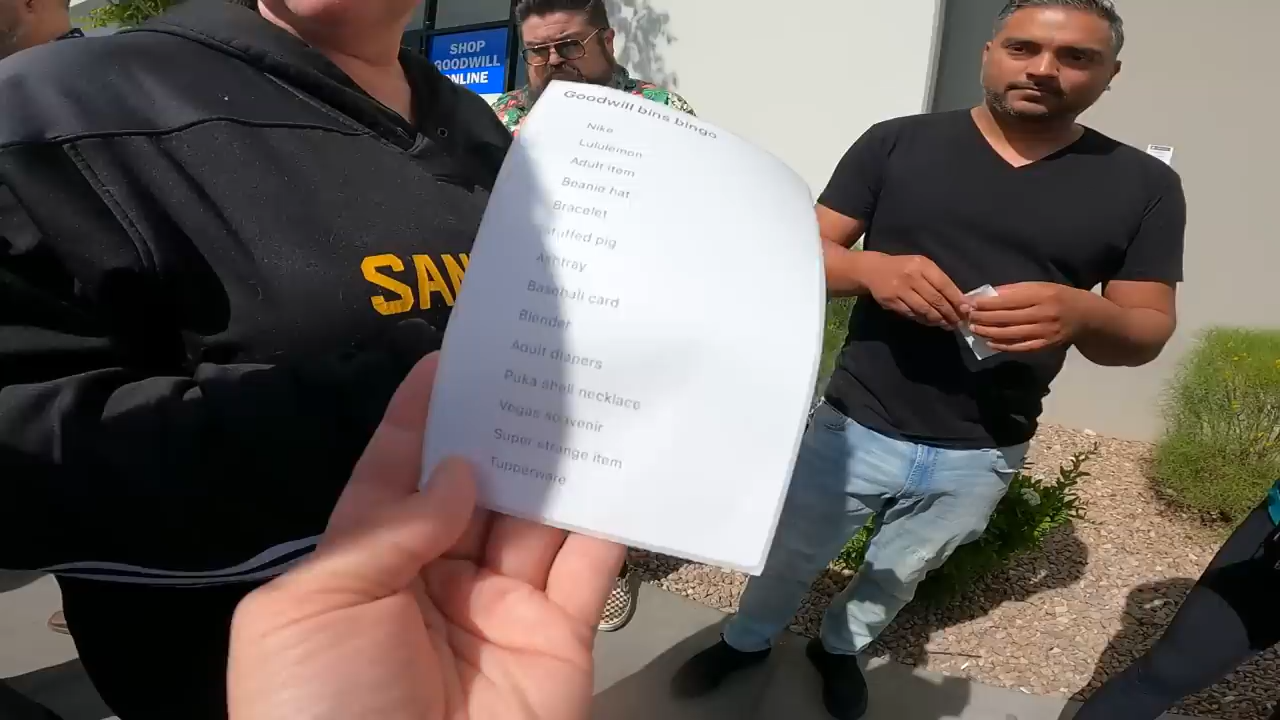 SHOP
GOODWILL
ONLINE
SAN
Goodwill bins bingo
Nike
Lululemon
Adult item
Beanie hat
Bracelet
Stuffed pig
Ashtray
Baseball card
Blender
Adult diapers
Puka shell necklace
Vegas souvenir
Super strange item
Tupperware